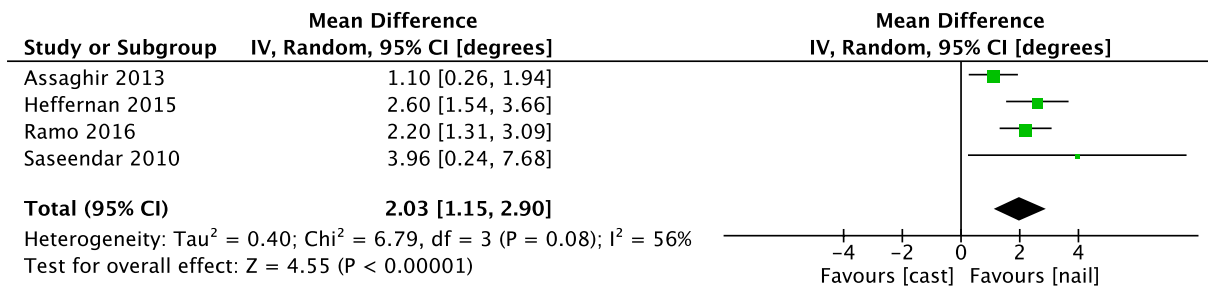 Mean Difference Mean Difference
Study or Subgroup IV, Random, 95% CI [degrees] IV, Random, 95% CI [degrees]
Assaghir 2013 1.10 [0.26, 1.94]
Heffernan 2015 2.60 [1.54, 3.66]
Ramo 2016 2.20 [1.31, 3.09]
Saseendar 2010 3.96 [0.24, 7.68]
Total (95% CI) 2.03 [1.15, 2.90]
Heterogeneity: Tau² = 0.40; Chi² = 6.79, df = 3 (P = 0.08); I² = 56%
Test for overall effect: Z = 4.55 (P < 0.00001)
−4 −2 0 2 4
Favours [cast] Favours [nail]